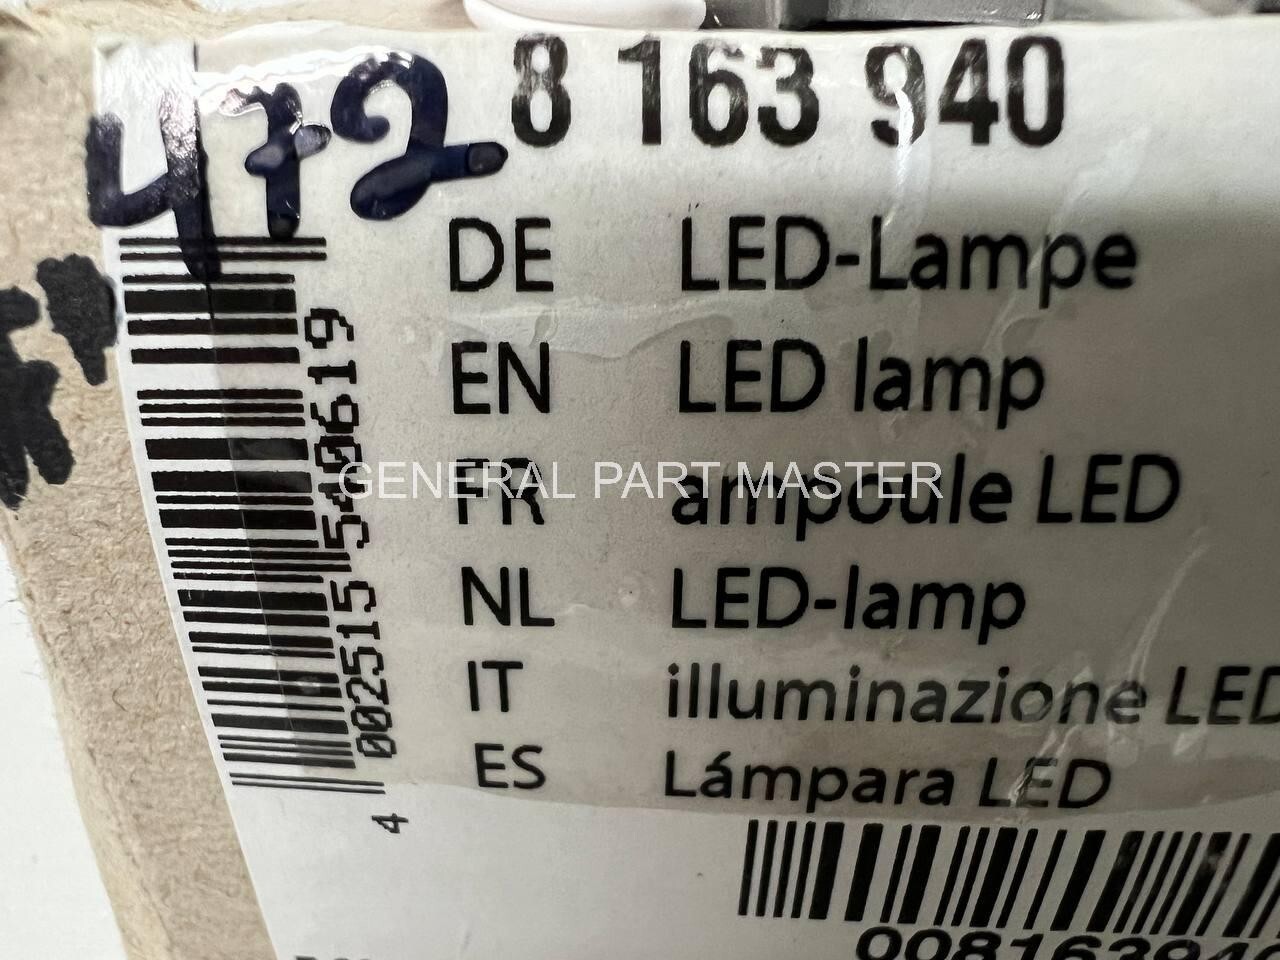 472
8 163 940
DE LED-Lampe
EN LED lamp
FR ampoule LED
NL LED-lamp
IT illuminazione LED
ES Lámpara LED
4 002515 540619
GENERAL PART MASTER
008163940